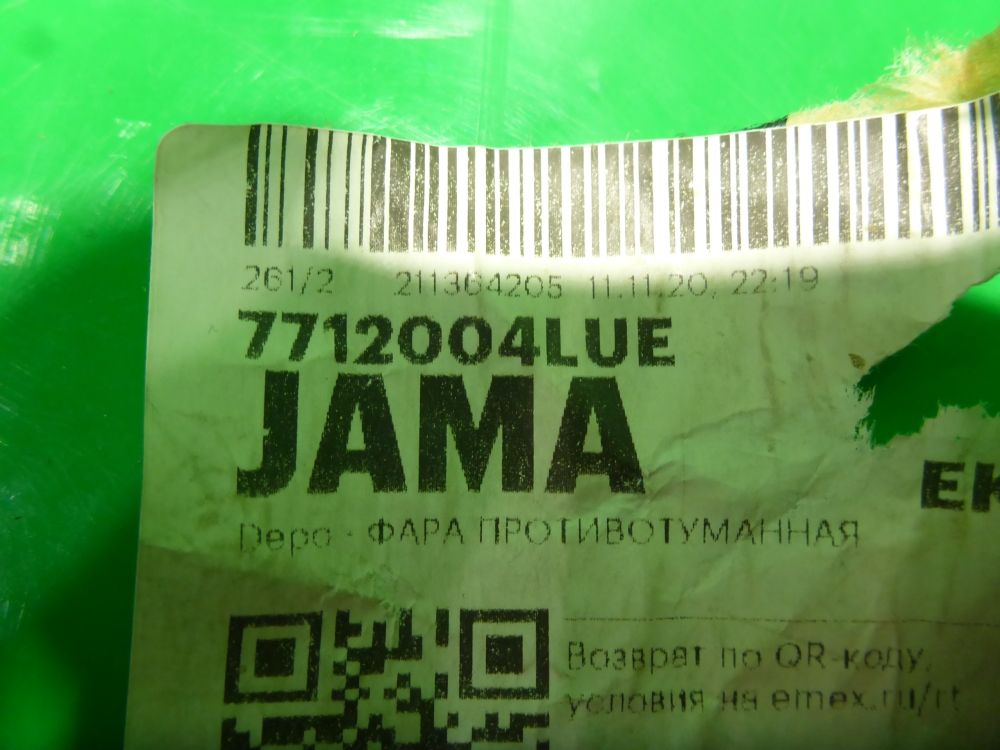 261/2 211364205 11.11.20, 22:19
7712004LUE
JAMA
Depo - ФАРА ПРОТИВОТУМАННАЯ
Возврат по QR-коду,
условия на emex.ru/rt